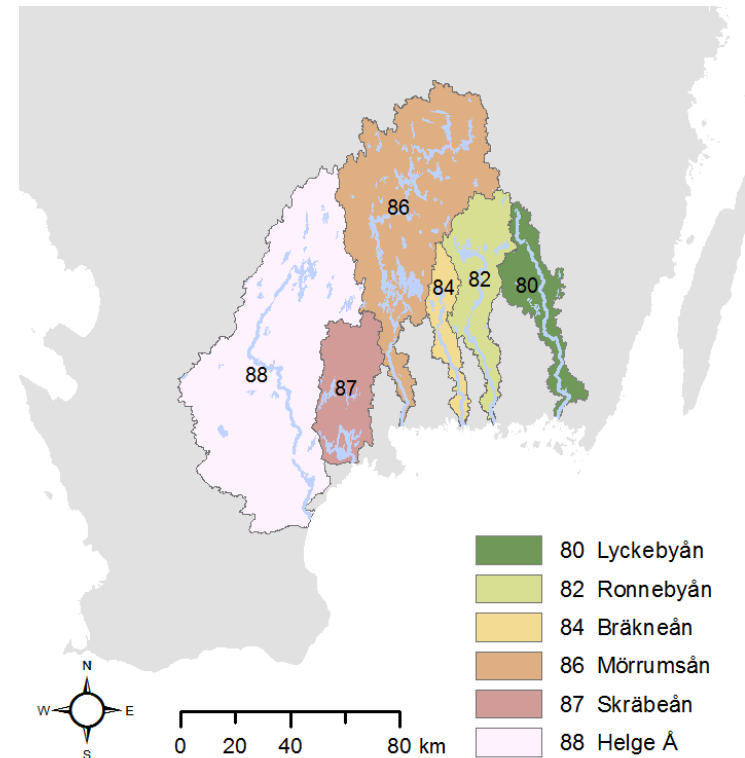 86
84
82
80
88
87
80 Lyckebyån
82 Ronnebyån
84 Bräkneån
86 Mörrumsån
87 Skräbeån
88 Helge Å
N
W
E
S
0 20 40 80 km